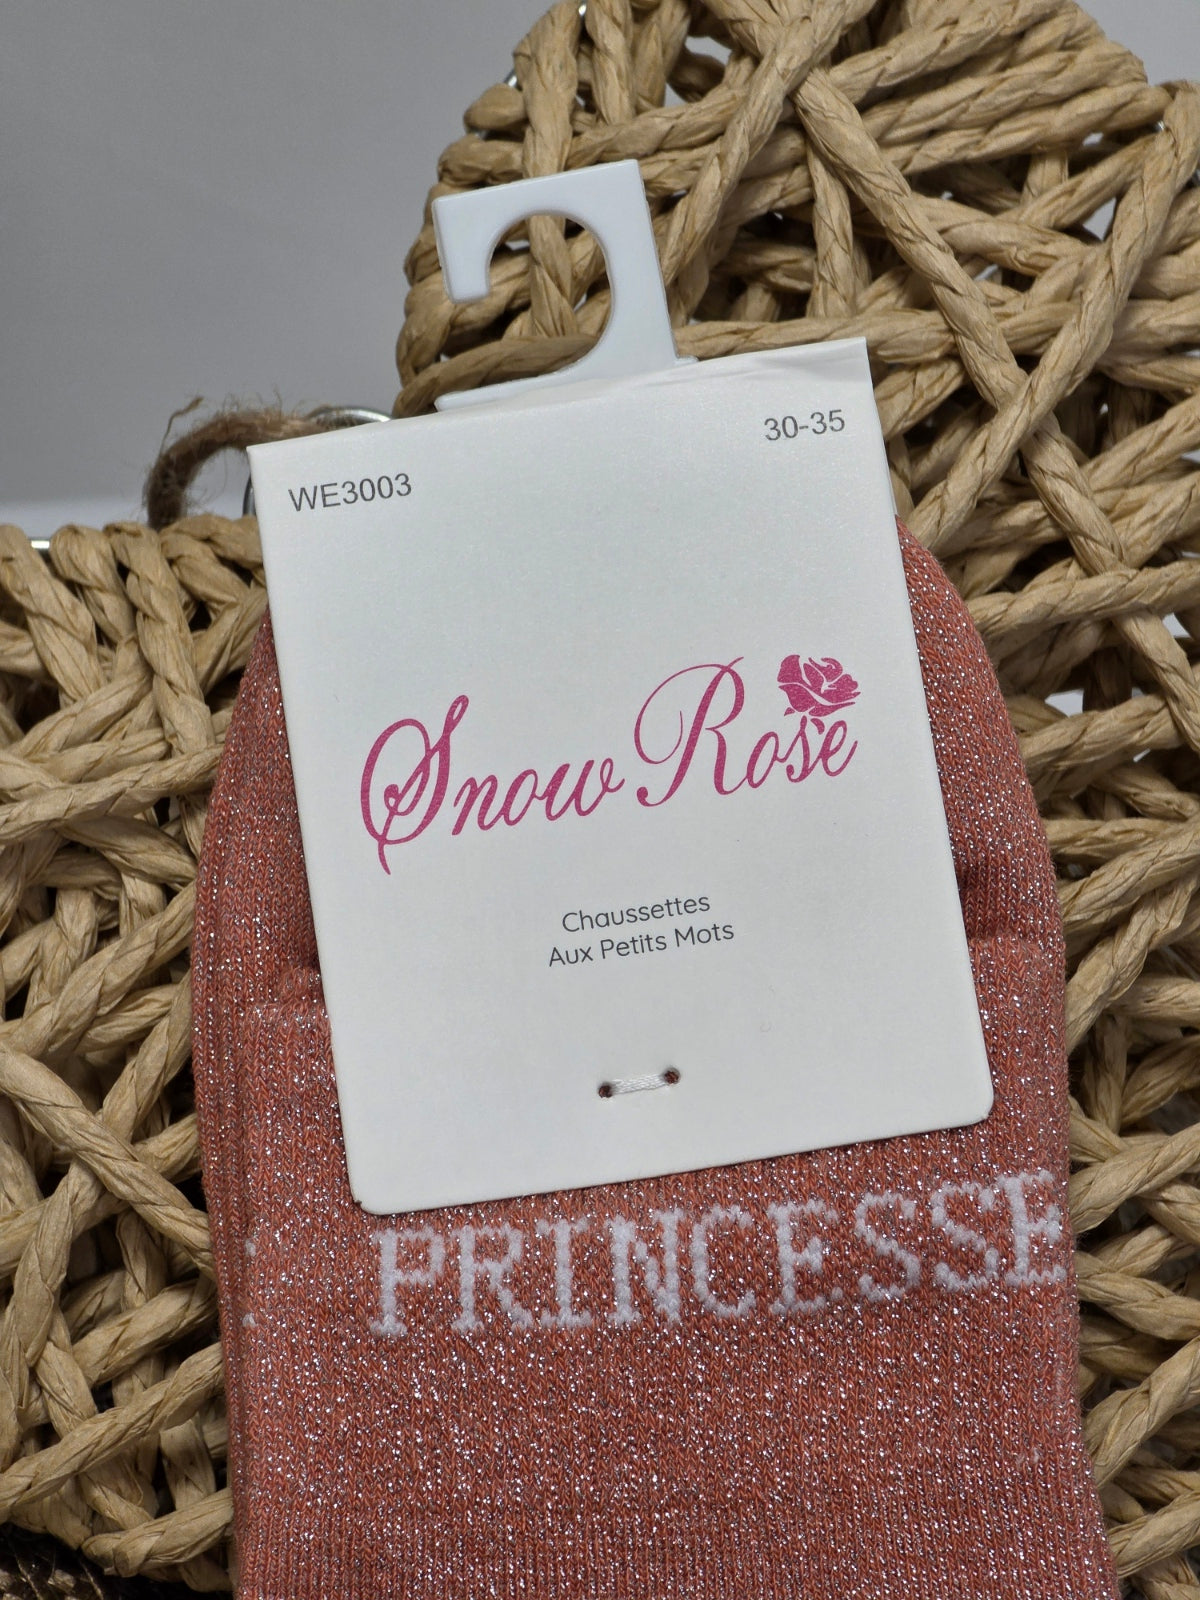 30-35
WE3003
Snow Rose
Chaussettes
Aux Petits Mots
PRINCESSE